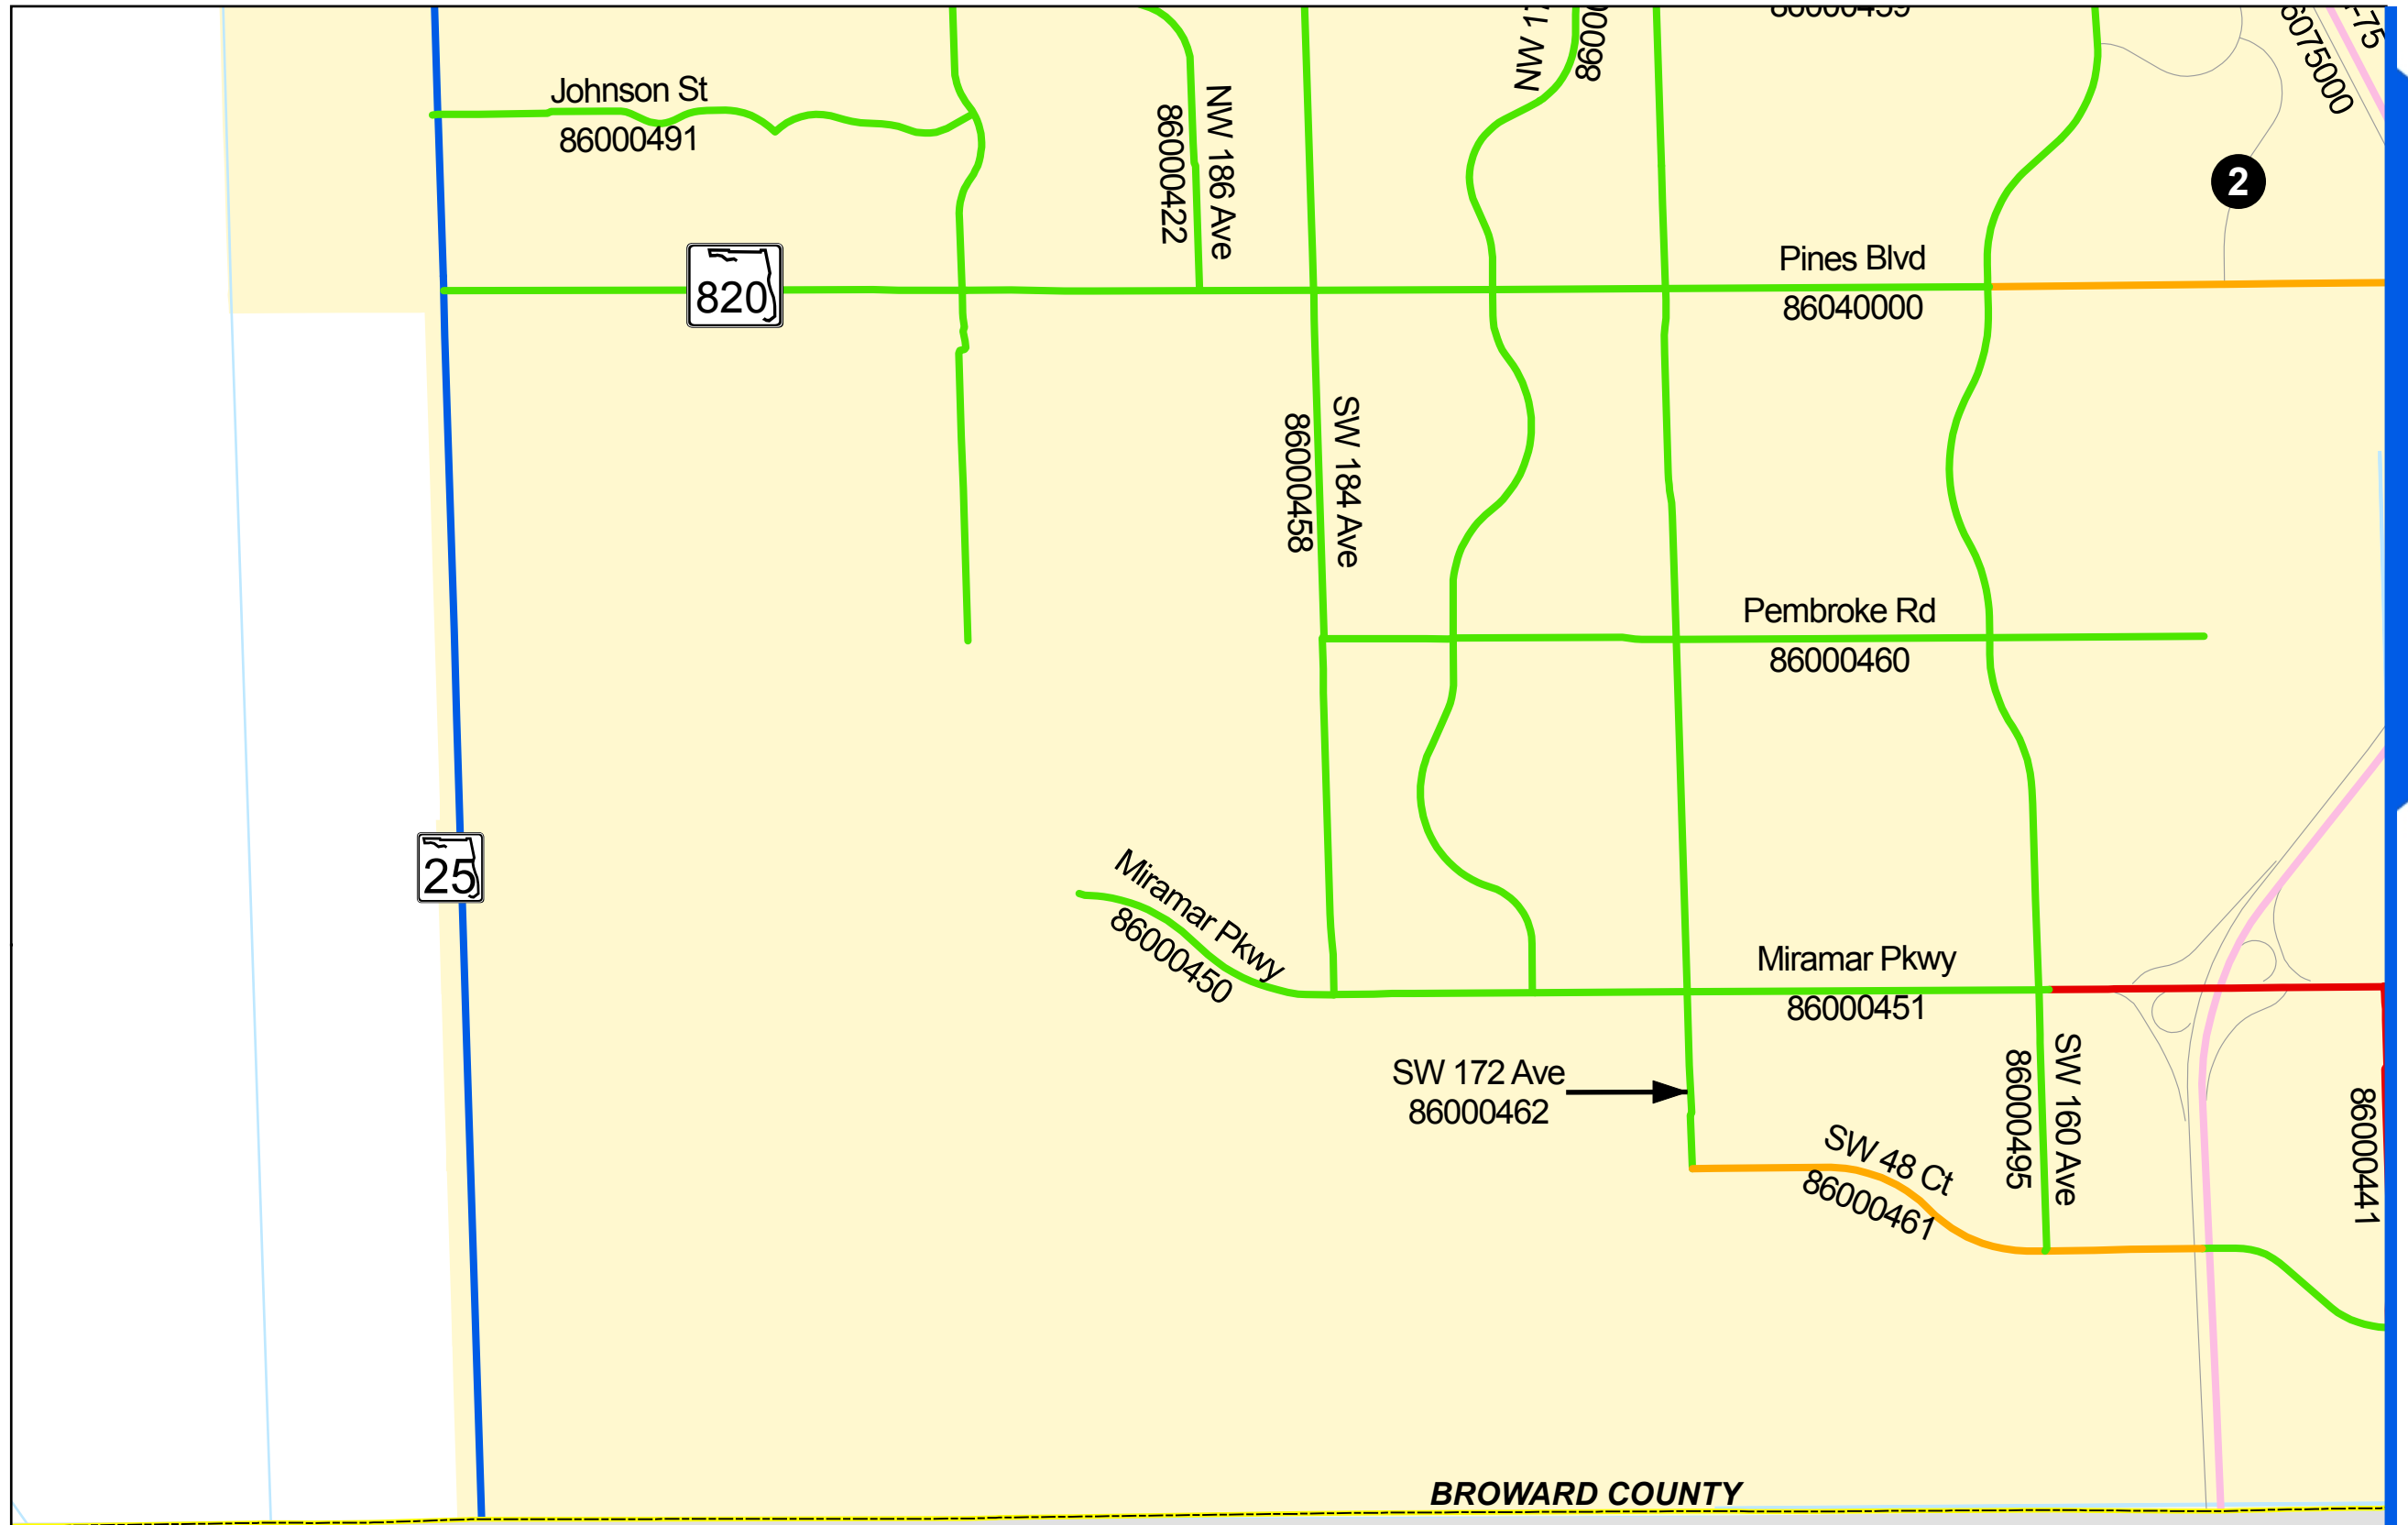 Johnson St
86000491
NW 186 Ave
86000422
-75
6075000
2
820
Pines Blvd
86040000
SW 184 Ave
86000458
Pembroke Rd
86000460
25
Miramar Pkwy
86000450
Miramar Pkwy
86000451
SW 172 Ave
86000462
SW 160 Ave
86000495
SW 48 Ct
86000461
86000441
BROWARD COUNTY